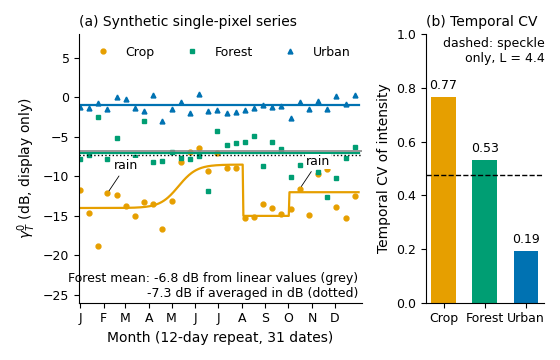 (a) Synthetic single-pixel series
Crop
Forest
Urban
5
0
−5
−10
−15
−20
−25
γ⁰_T (dB, display only)
rain
rain
Forest mean: -6.8 dB from linear values (grey)
-7.3 dB if averaged in dB (dotted)
J F M A M J J A S O N D
Month (12-day repeat, 31 dates)
(b) Temporal CV
dashed: speckle
only, L = 4.4
1.0
0.8
0.6
0.4
0.2
0.0
Temporal CV of intensity
0.77
0.53
0.19
Crop
Forest
Urban